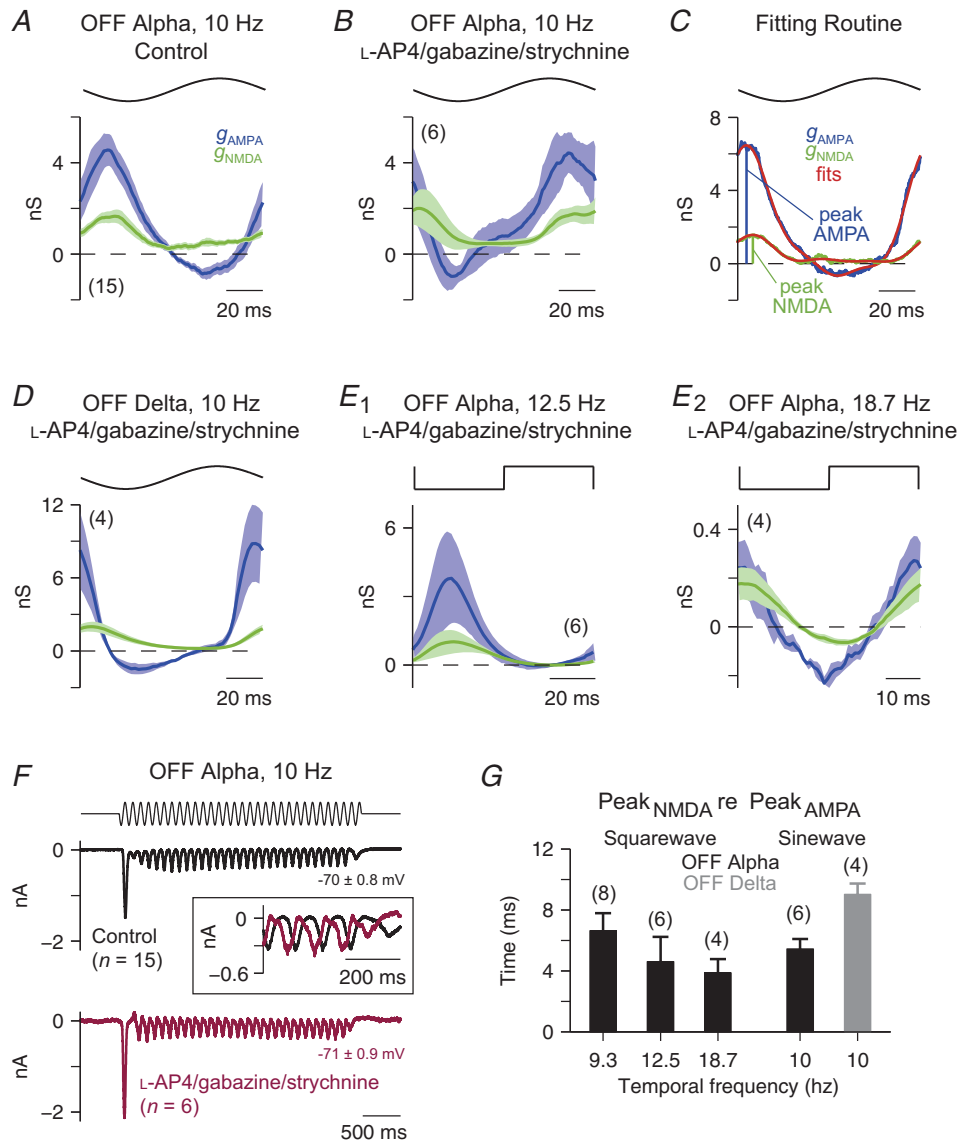 A OFF Alpha, 10 Hz
Control
4
2
0
nS
gAMPA
gNMDA
(15)
20 ms
B OFF Alpha, 10 Hz
L-AP4/gabazine/strychnine
(6)
4
2
0
nS
20 ms
C Fitting Routine
8
4
0
nS
gAMPA
gNMDA
fits
peak
AMPA
peak
NMDA
20 ms
D OFF Delta, 10 Hz
L-AP4/gabazine/strychnine
(4)
12
9
6
3
0
nS
20 ms
E1 OFF Alpha, 12.5 Hz
L-AP4/gabazine/strychnine
6
3
0
nS
(6)
20 ms
E2 OFF Alpha, 18.7 Hz
L-AP4/gabazine/strychnine
(4)
0.4
0
nS
10 ms
F OFF Alpha, 10 Hz
0
−2
nA
-70 ± 0.8 mV
Control
(n = 15)
0
−0.6
nA
200 ms
0
−2
nA
-71 ± 0.9 mV
L-AP4/gabazine/strychnine
(n = 6)
500 ms
G
PeakNMDA re PeakAMPA
Squarewave Sinewave
OFF Alpha
OFF Delta
12
8
4
0
Time (ms)
(8) (6) (4) (6) (4)
9.3 12.5 18.7 10 10
Temporal frequency (hz)